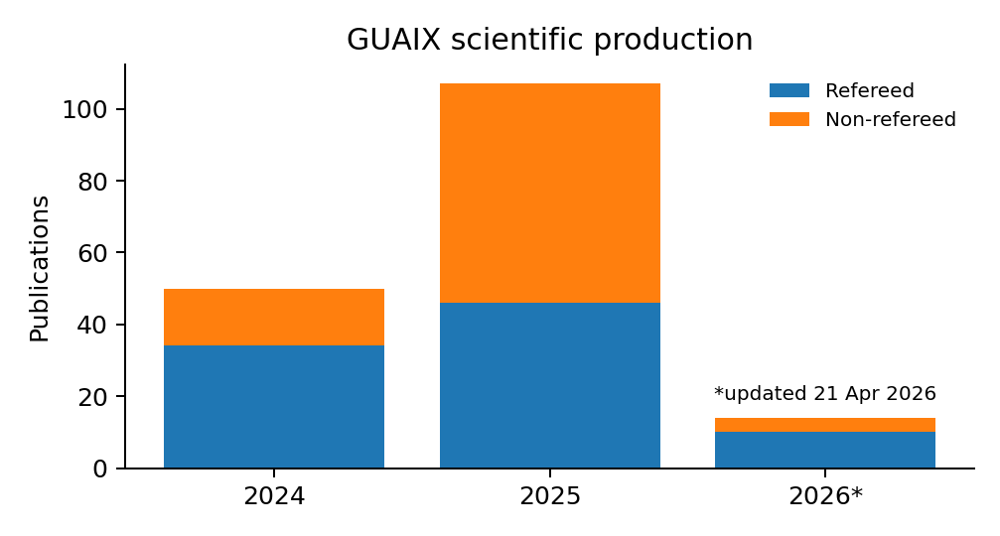 GUAIX scientific production
Refereed
Non-refereed
Publications
100
80
60
40
20
0
*updated 21 Apr 2026
2024
2025
2026*